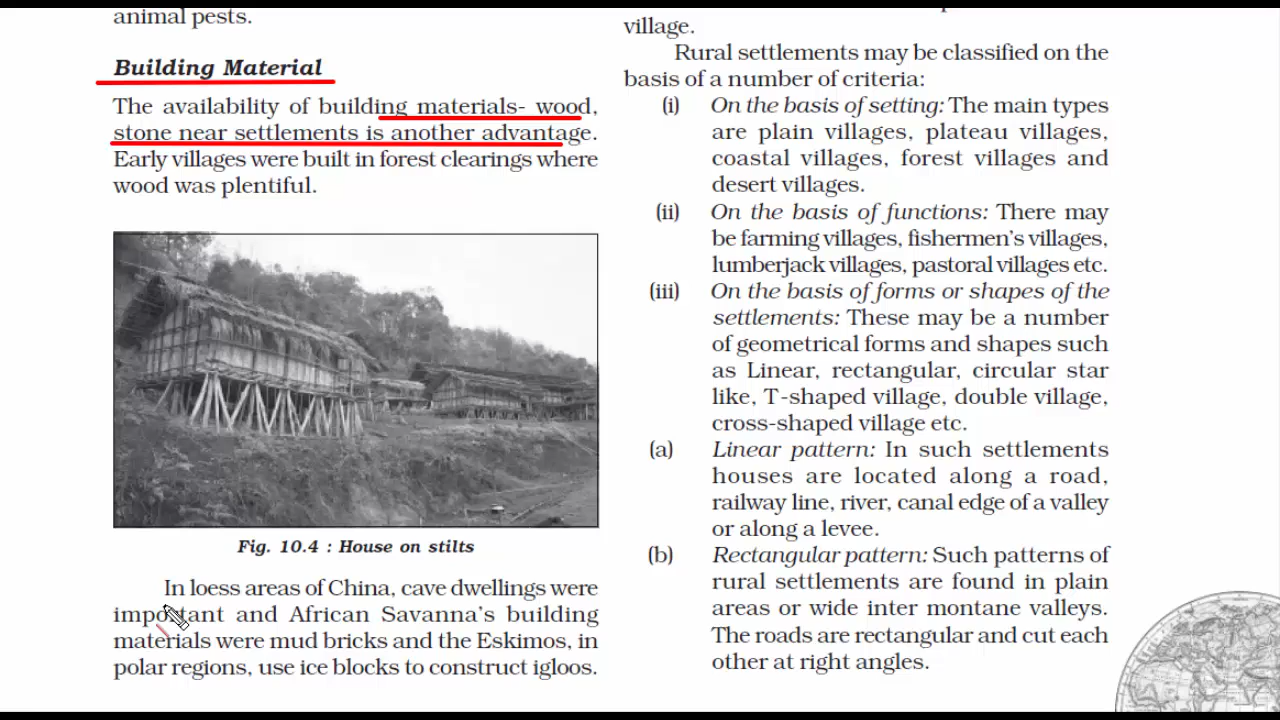 animal pests.
Building Material
The availability of building materials- wood,
stone near settlements is another advantage.
Early villages were built in forest clearings where
wood was plentiful.
Fig. 10.4 : House on stilts
In loess areas of China, cave dwellings were
important and African Savanna's building
materials were mud bricks and the Eskimos, in
polar regions, use ice blocks to construct igloos.
village.
Rural settlements may be classified on the
basis of a number of criteria:
(i) On the basis of setting: The main types
are plain villages, plateau villages,
coastal villages, forest villages and
desert villages.
(ii) On the basis of functions: There may
be farming villages, fishermen's villages,
lumberjack villages, pastoral villages etc.
(iii) On the basis of forms or shapes of the
settlements: These may be a number
of geometrical forms and shapes such
as Linear, rectangular, circular star
like, T-shaped village, double village,
cross-shaped village etc.
(a) Linear pattern: In such settlements
houses are located along a road,
railway line, river, canal edge of a valley
or along a levee.
(b) Rectangular pattern: Such patterns of
rural settlements are found in plain
areas or wide inter montane valleys.
The roads are rectangular and cut each
other at right angles.